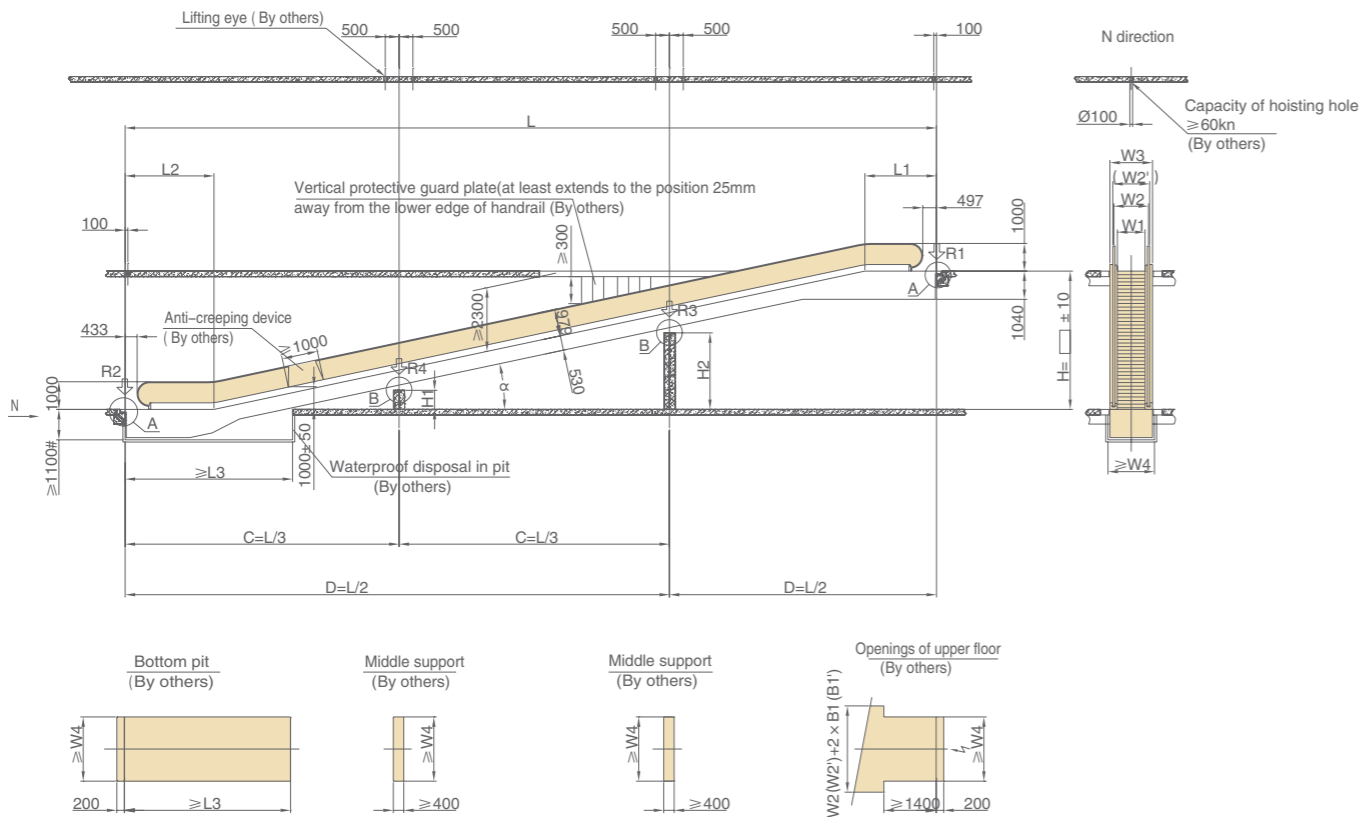 Lifting eye ( By others)
500
500
500
500
100
N direction
Capacity of hoisting hole
≥60kn
(By others)
Ø100
L
L2
L1
W3
( W2' )
W2
W1
Vertical protective guard plate(at least extends to the position 25mm
away from the lower edge of handrail (By others)
497
1000
100
≥300
R1
A
≥2300
976
R3
1040
H= □ ± 10
Anti-creeping device
( By others)
433
≥1000
B
R2
R4
530
H2
α
1000
B
H1
N
A
≥1100#
1000±50
≥L3
Waterproof disposal in pit
(By others)
≥W4
C=L/3
C=L/3
D=L/2
D=L/2
Bottom pit
(By others)
Middle support
(By others)
Middle support
(By others)
Openings of upper floor
(By others)
≥W4
≥W4
≥W4
W2(W2')+2 × B1 (B1')
≥W4
200
≥L3
≥400
≥400
≥1400
200